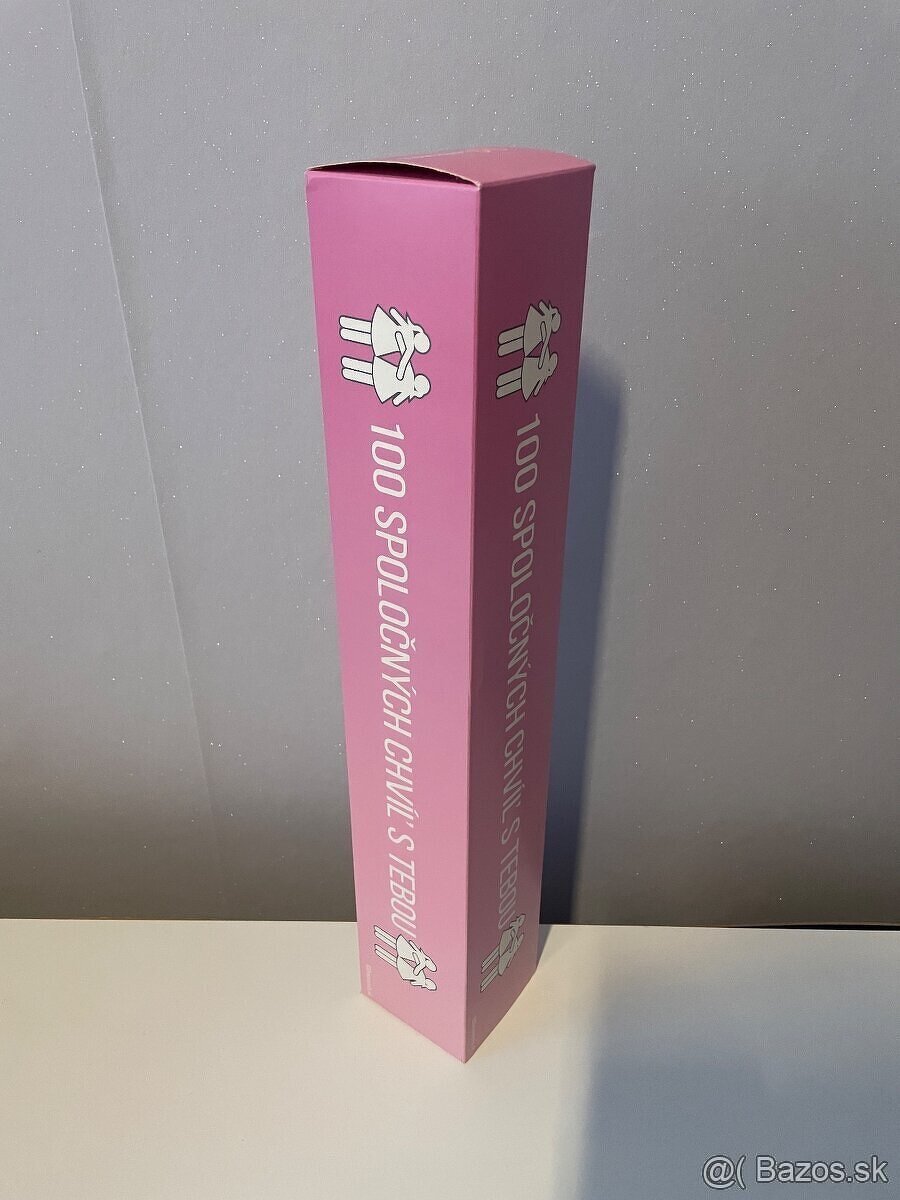 100 SPOLOČNÝCH CHVÍĽ S TEBOU
100 SPOLOČNÝCH CHVÍĽ S TEBOU
@( Bazos.sk